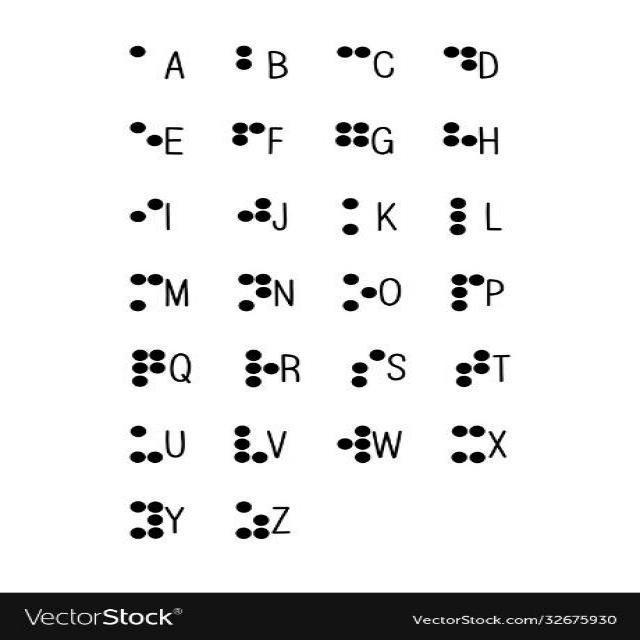 ⠁ A ⠃ B ⠉ C ⠙ D
⠑ E ⠋ F ⠛ G ⠓ H
⠊ I ⠚ J ⠅ K ⠇ L
⠍ M ⠝ N ⠕ O ⠏ P
⠟ Q ⠗ R ⠎ S ⠞ T
⠥ U ⠧ V ⠺ W ⠭ X
⠽ Y ⠵ Z
VectorStock® VectorStock.com/32675930